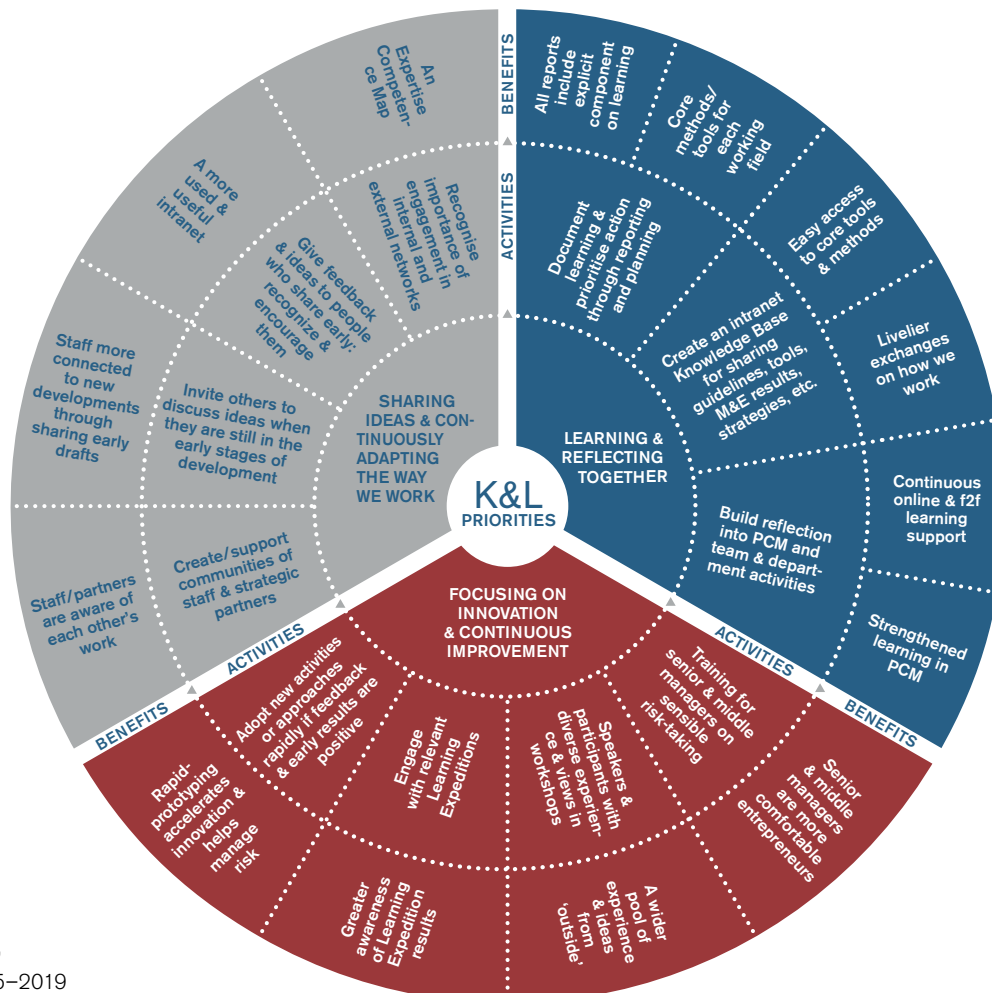 K&L
PRIORITIES
BENEFITS
ACTIVITIES
LEARNING &
REFLECTING
TOGETHER
Document
learning &
prioritise action
through reporting
and planning
Create an intranet
Knowledge Base
for sharing
guidelines, tools,
M&E results,
strategies, etc.
Build reflection
into PCM and
team & depart-
ment activities
All reports
include
explicit
component
on learning
Core
methods/
tools for
each
working
field
Easy access
to core tools
& methods
Livelier
exchanges
on how we
work
Continuous
online & f2f
learning
support
Strengthened
learning in
PCM
ACTIVITIES
BENEFITS
FOCUSING ON
INNOVATION
& CONTINUOUS
IMPROVEMENT
Training for
senior & middle
managers on
sensible
risk-taking
Speakers &
participants with
diverse experien-
ce & views in
workshops
Engage
with relevant
Learning
Expeditions
Adopt new activities
or approaches
rapidly if feedback
& early results are
positive
Senior
& middle
managers
are more
comfortable
entrepreneurs
A wider
pool of
experience
& ideas
from
‘outside’
Greater
awareness
of Learning
Expedition
results
Rapid-
prototyping
accelerates
innovation &
helps
manage
risk
ACTIVITIES
BENEFITS
SHARING
IDEAS & CON-
TINUOUSLY
ADAPTING
THE WAY
WE WORK
Create/support
communities of
staff & strategic
partners
Invite others to
discuss ideas when
they are still in the
early stages of
development
Give feedback
& ideas to people
who share early:
recognize &
encourage
them
Recognise
importance of
engagement in
internal and
external networks
Staff/partners
are aware of
each other’s
work
Staff more
connected
to new
developments
through
sharing early
drafts
A more
used &
useful
intranet
An
Expertise
Competen-
ce Map
–2019